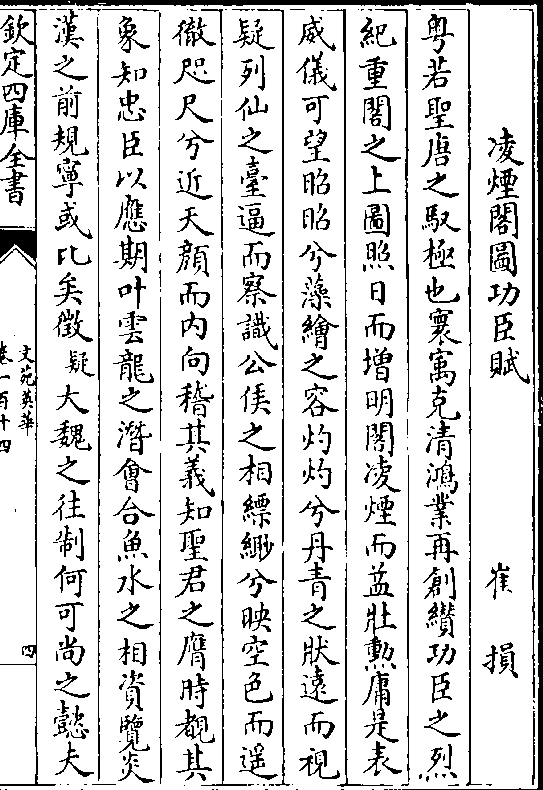 凌煙閣圖功臣賦　崔損
粤若聖唐之馭極也寰寓克清鴻業再創纉功臣之烈
紀重閣之上圖照日而増明閣凌煙而益壯勲庸是表
威儀可望昭昭兮藻繪之容灼灼兮丹青之狀遠而視
疑列仙之臺逼而察識公侯之相縹緲兮映空色而遥
徹咫尺兮近天顔而内向稽其義知聖君之膺時覩其
象知忠臣以應期叶雲龍之潛會合魚水之相資覽炎
漢之前規寧或比矣徵疑大魏之往制何可尚之懿夫
欽定四庫全書
文苑英華
卷一百十四
四